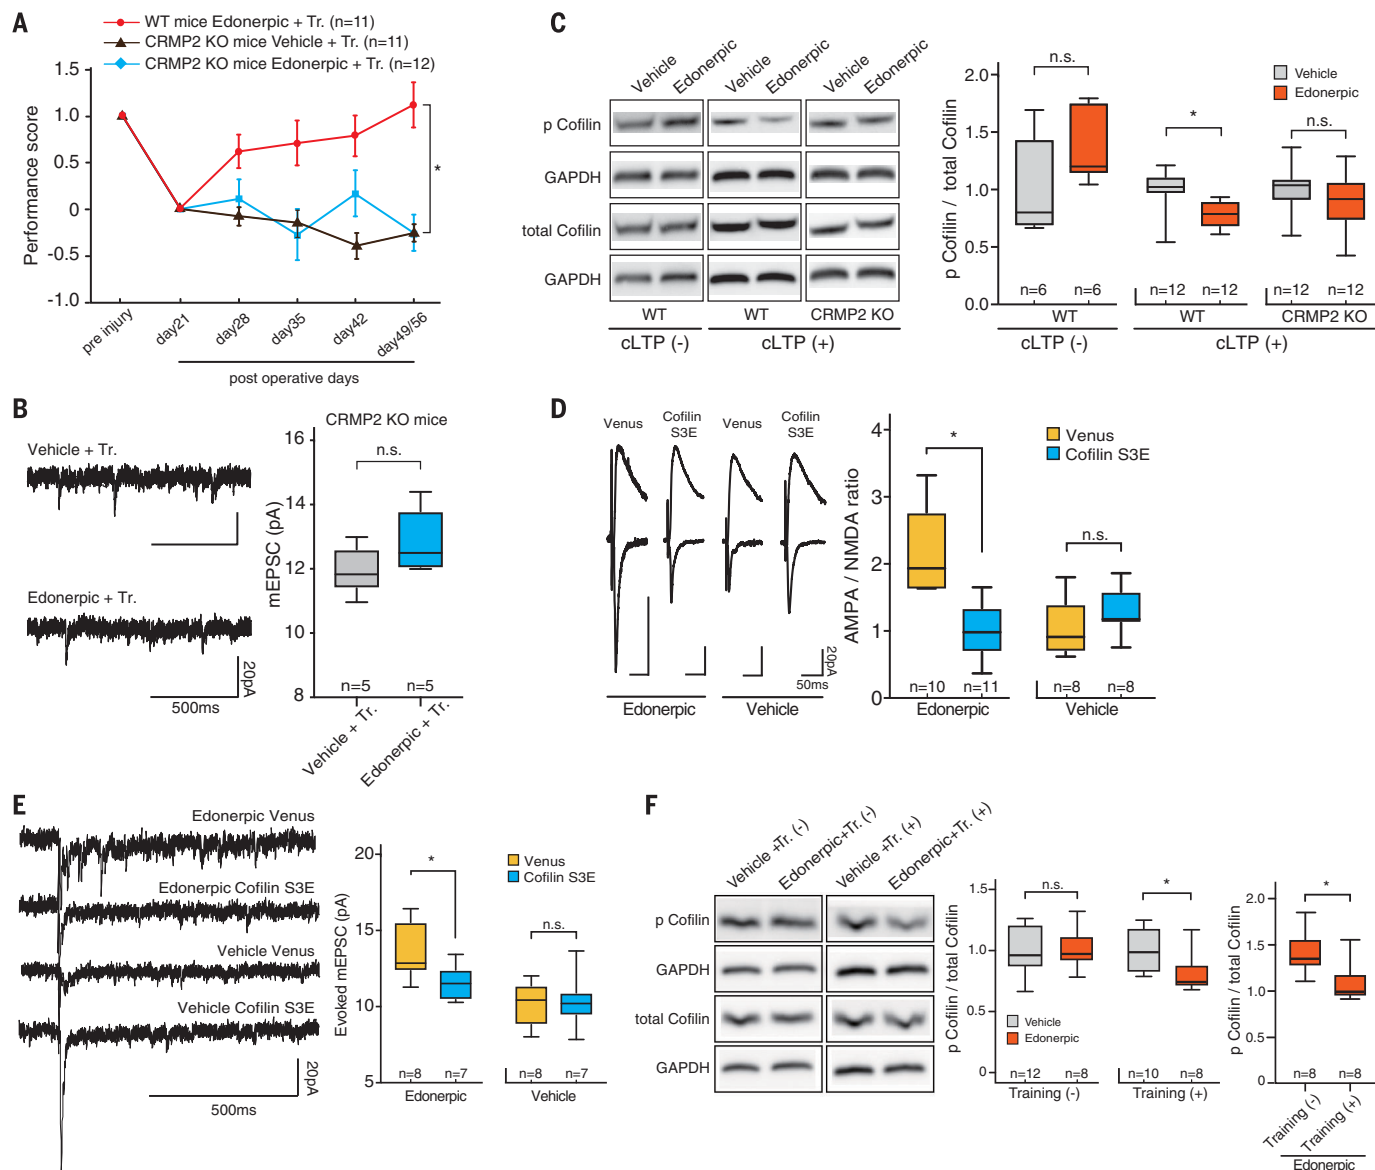 A
WT mice Edonerpic + Tr. (n=11)
CRMP2 KO mice Vehicle + Tr. (n=11)
CRMP2 KO mice Edonerpic + Tr. (n=12)
Performance score
1.5
1.0
0.5
0
-0.5
-1.0
*
pre injury
day21
day28
day35
day42
day49/56
post operative days
B
Vehicle + Tr.
Edonerpic + Tr.
20pA
500ms
CRMP2 KO mice
mEPSC (pA)
16
14
12
10
8
n.s.
n=5
n=5
Vehicle + Tr.
Edonerpic + Tr.
C
Vehicle
Edonerpic
Vehicle
Edonerpic
Vehicle
Edonerpic
p Cofilin
GAPDH
total Cofilin
GAPDH
WT
WT
CRMP2 KO
cLTP (-)
cLTP (+)
p Cofilin / total Cofilin
2.0
1.5
1.0
0.5
0.0
Vehicle
Edonerpic
n.s.
*
n.s.
n=6
n=6
n=12
n=12
n=12
n=12
WT
WT
CRMP2 KO
cLTP (-)
cLTP (+)
D
Venus
Cofilin S3E
Venus
Cofilin S3E
20pA
50ms
Edonerpic
Vehicle
AMPA / NMDA ratio
4
3
2
1
0
Venus
Cofilin S3E
*
n.s.
n=10
n=11
n=8
n=8
Edonerpic
Vehicle
E
Edonerpic Venus
Edonerpic Cofilin S3E
Vehicle Venus
Vehicle Cofilin S3E
20pA
500ms
Evoked mEPSC (pA)
20
15
10
5
Venus
Cofilin S3E
*
n.s.
n=8
n=7
n=8
n=7
Edonerpic
Vehicle
F
Vehicle +Tr. (-)
Edonerpic+Tr. (-)
Vehicle +Tr. (+)
Edonerpic+Tr. (+)
p Cofilin
GAPDH
total Cofilin
GAPDH
p Cofilin / total Cofilin
1.5
1.0
0.5
0
n.s.
*
Vehicle
Edonerpic
n=12
n=8
n=10
n=8
Training (-)
Training (+)
p Cofilin / total Cofilin
2.0
1.5
1.0
0.5
0
*
n=8
n=8
Training (-)
Training (+)
Edonerpic